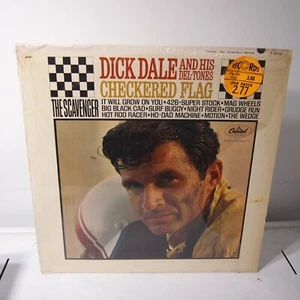 DICK DALE AND HIS DEL-TONES
CHECKERED FLAG
THE SCAVENGER
IT WILL GROW ON YOU • 426-SUPER STOCK • MAG WHEELS
BIG BLACK CAD • SURF BUGGY • NIGHT RIDER • GRUDGE RUN
HOT ROD RACER • HO-DAD MACHINE • MOTION • THE WEDGE
RECORDS
2.77
Capitol